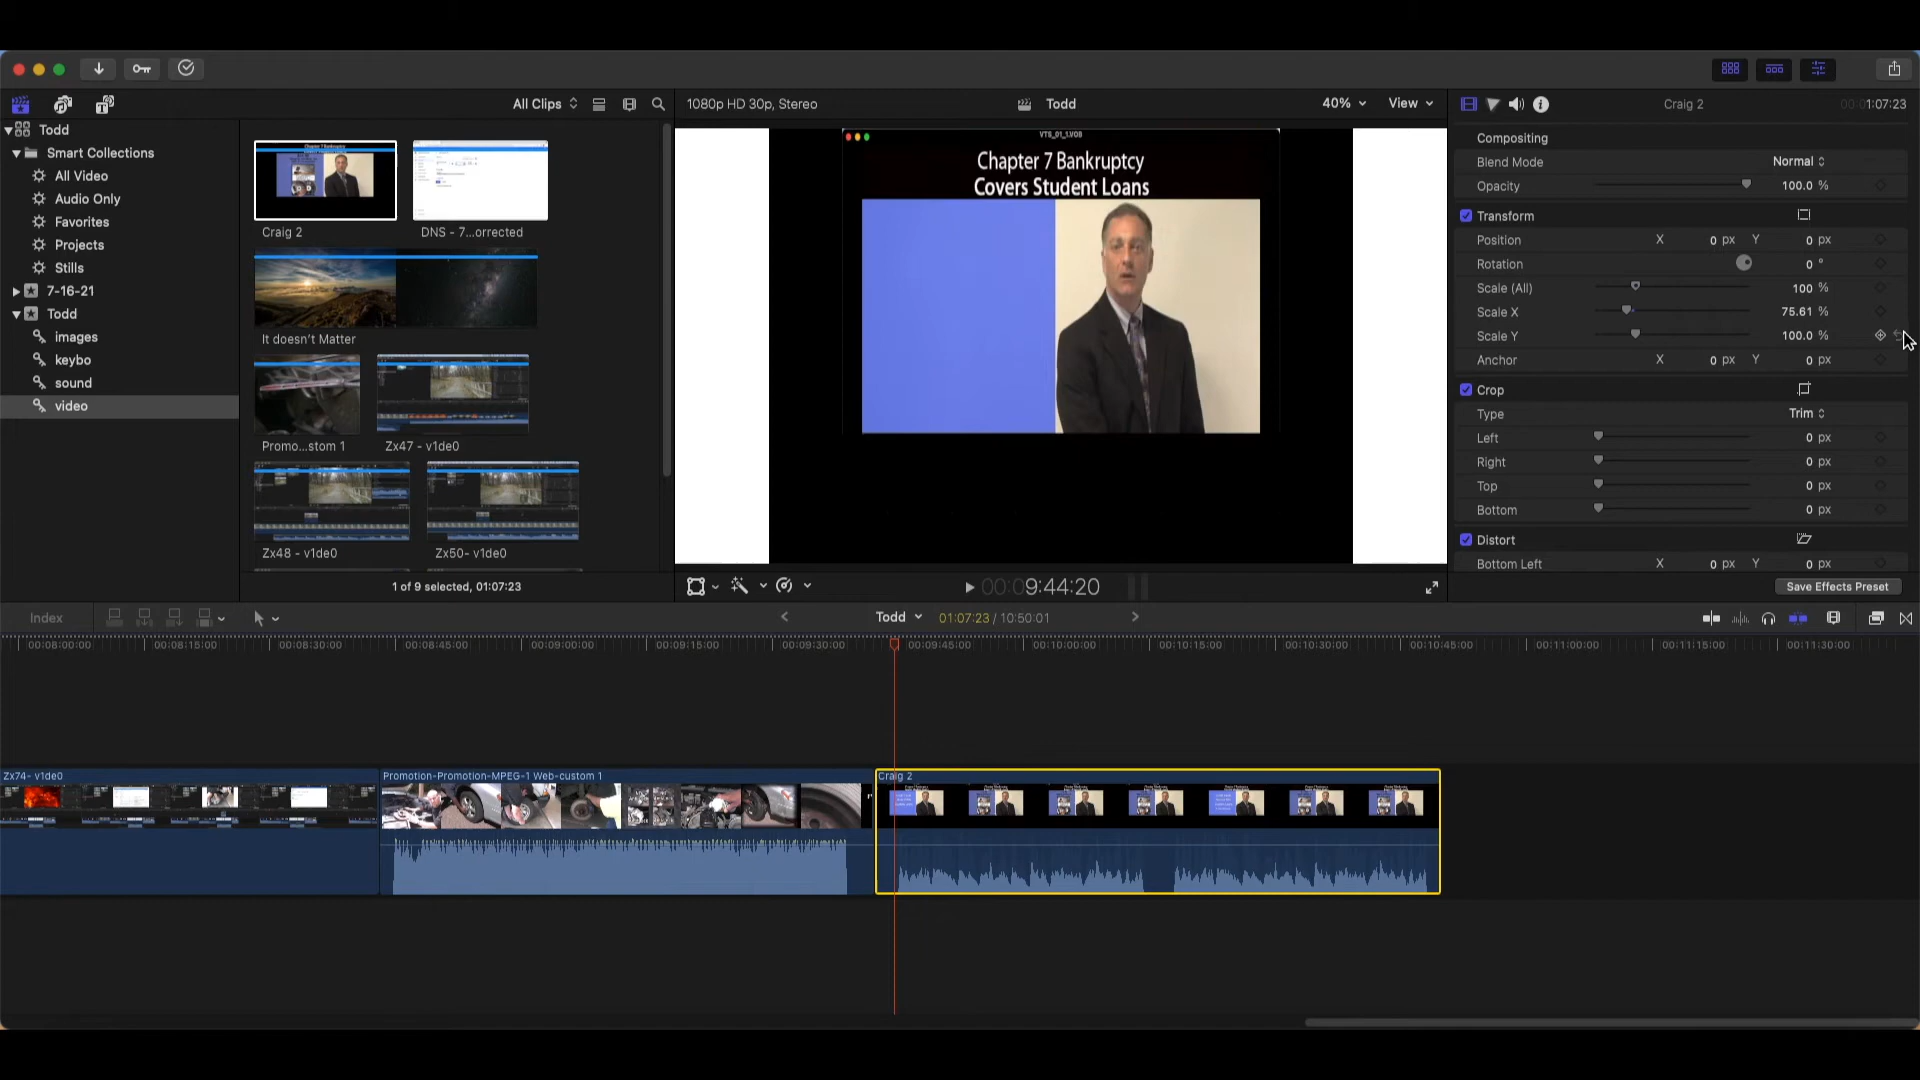 All Clips
1080p HD 30p, Stereo
Todd
40%
View
Craig 2
1:07:23
Todd
Smart Collections
All Video
Audio Only
Favorites
Projects
Stills
7-16-21
Todd
images
keybo
sound
video
Craig 2
DNS - 7...orrected
It doesn't Matter
Promo...stom 1
Zx47 - v1de0
Zx48 - v1de0
Zx50- v1de0
1 of 9 selected, 01:07:23
VTS_01_1.VOB
Chapter 7 Bankruptcy
Covers Student Loans
00:09:44:20
Compositing
Blend Mode Normal
Opacity 100.0 %
Transform
Position X 0 px Y 0 px
Rotation 0 °
Scale (All) 100 %
Scale X 75.61 %
Scale Y 100.0 %
Anchor X 0 px Y 0 px
Crop
Type Trim
Left 0 px
Right 0 px
Top 0 px
Bottom 0 px
Distort
Bottom Left X 0 px Y 0 px
Save Effects Preset
Index
Todd 01:07:23 / 10:50:01
00:08:00:00 00:08:15:00 00:08:30:00 00:08:45:00 00:09:00:00 00:09:15:00 00:09:30:00 00:09:45:00 00:10:00:00 00:10:15:00 00:10:30:00 00:10:45:00 00:11:00:00 00:11:15:00 00:11:30:00
Zx74- v1de0
Promotion-Promotion-MPEG-1 Web-custom 1
Craig 2